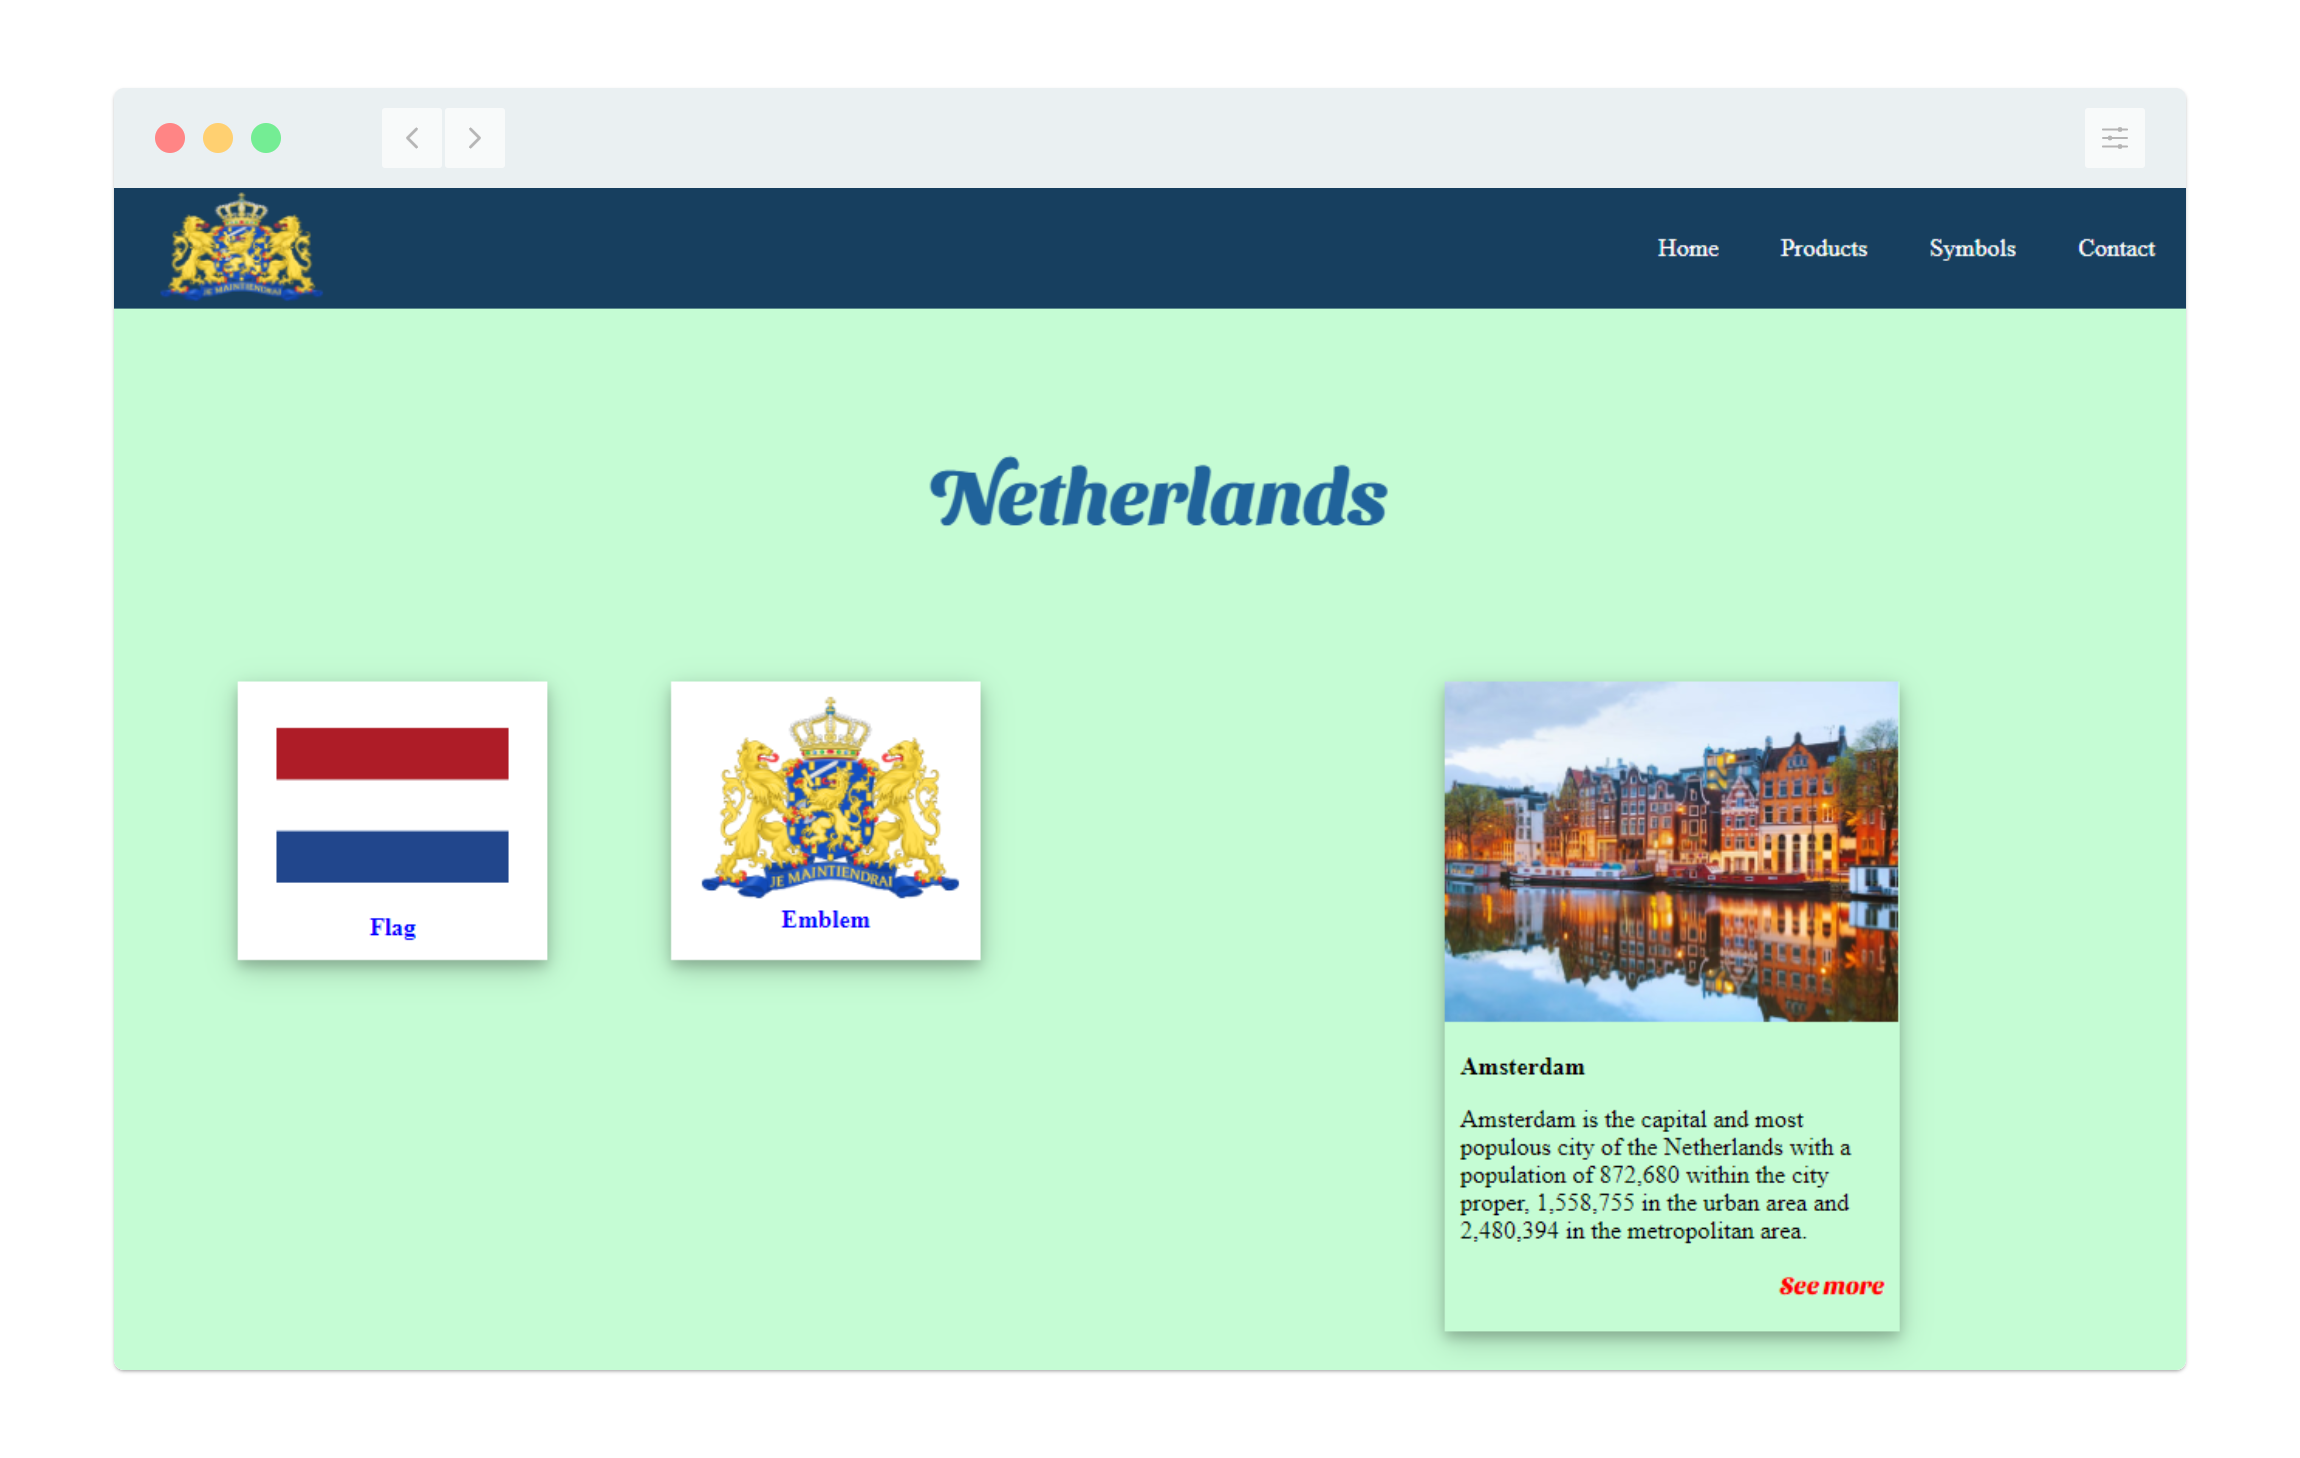 JE MAINTIENDRAI
Home
Products
Symbols
Contact
Netherlands
JE MAINTIENDRAI
Flag
Emblem
Amsterdam
Amsterdam is the capital and most
populous city of the Netherlands with a
population of 872,680 within the city
proper, 1,558,755 in the urban area and
2,480,394 in the metropolitan area.
See more